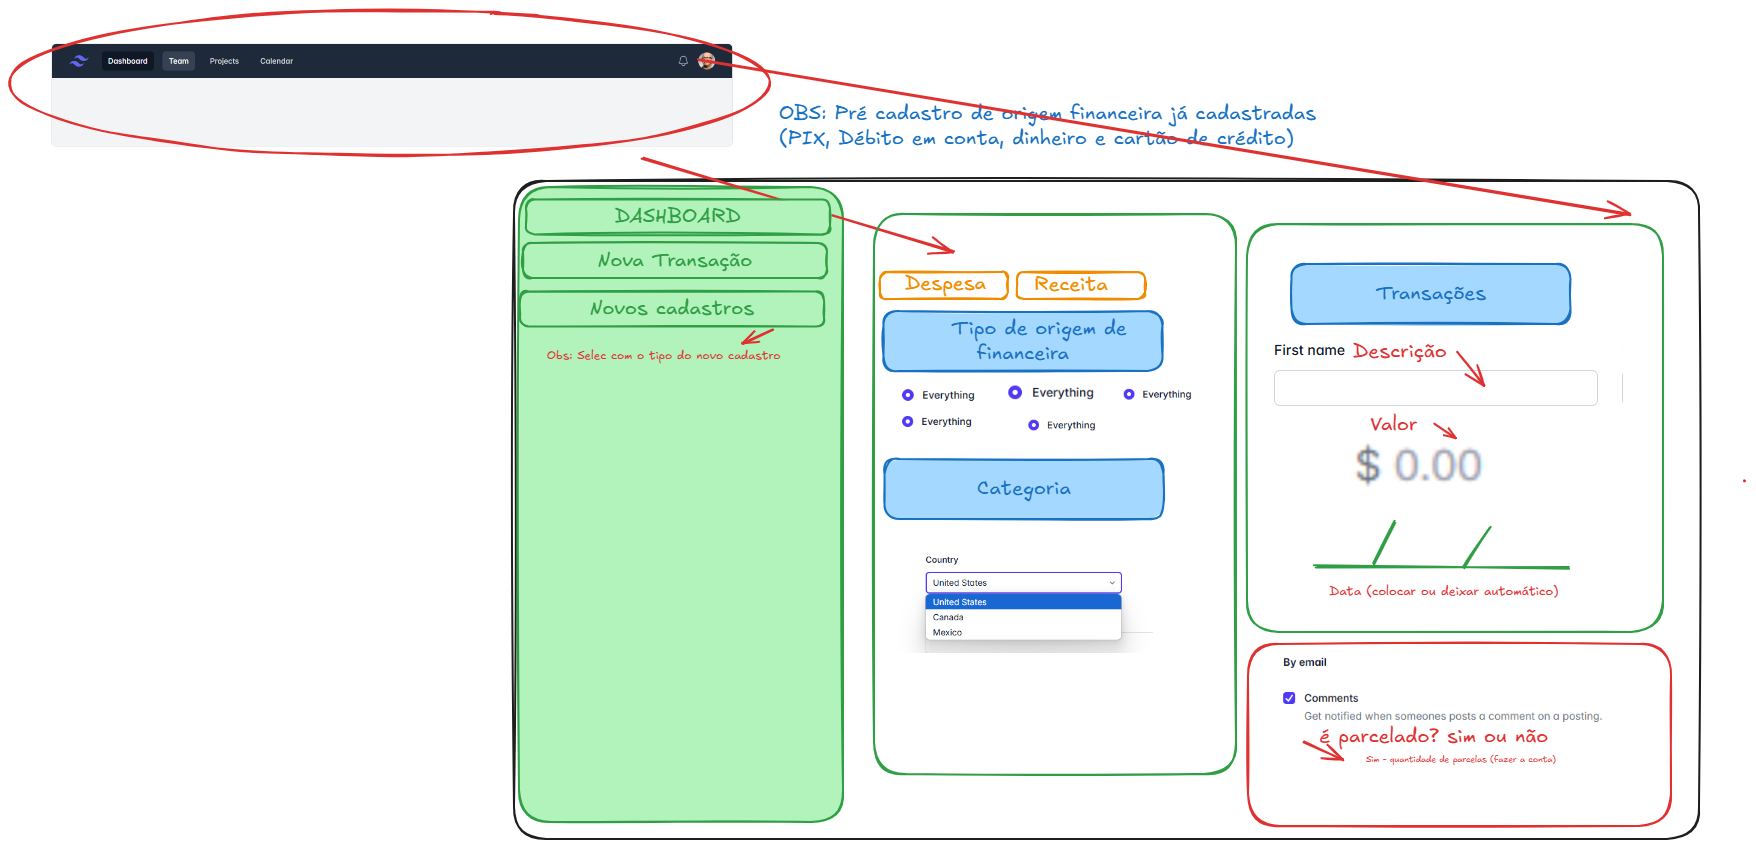 Dashboard Team Projects Calendar
OBS: Pré cadastro de origem financeira já cadastradas
(PIX, Débito em conta, dinheiro e cartão de crédito)
DASHBOARD
Nova Transação
Novos cadastros
Obs: Selec com o tipo do novo cadastro
Despesa Receita
Tipo de origem de
financeira
Everything Everything Everything
Everything Everything
Categoria
Country
United States
United States
Canada
Mexico
Transações
First name Descrição
Valor
$ 0.00
Data (colocar ou deixar automático)
By email
Comments
Get notified when someones posts a comment on a posting.
é parcelado? sim ou não
Sim - quantidade de parcelas (fazer a conta)